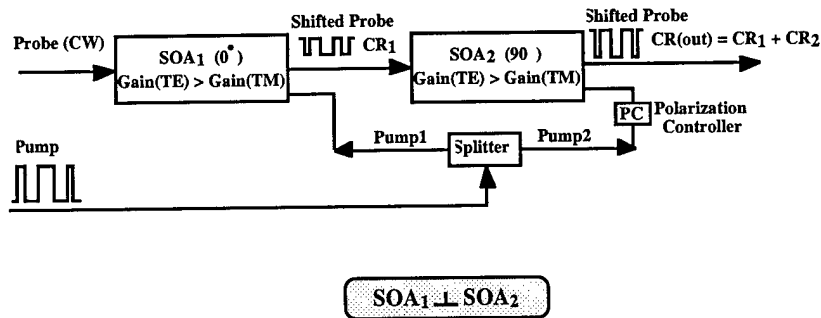 Shifted Probe
Shifted Probe
Probe (CW)
SOA1 (0°)
Gain(TE) > Gain(TM)
CR1
SOA2 (90 )
Gain(TE) > Gain(TM)
CR(out) = CR1 + CR2
PC
Polarization
Controller
Pump
Pump1
Splitter
Pump2
SOA1 ⊥ SOA2